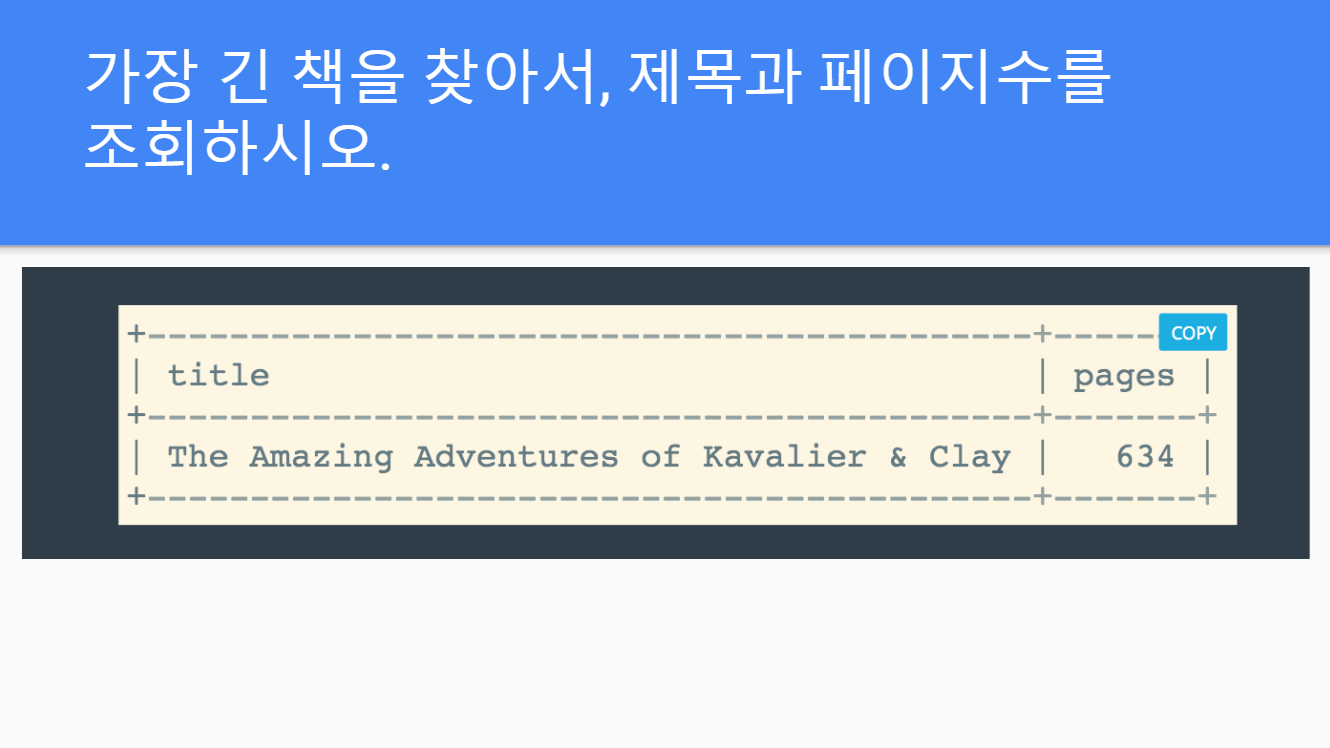 가장 긴 책을 찾아서, 제목과 페이지수를
조회하시오.
+-------------------------------------------+------
COPY
| title                                     | pages |
+-------------------------------------------+-------+
| The Amazing Adventures of Kavalier & Clay |   634 |
+-------------------------------------------+-------+